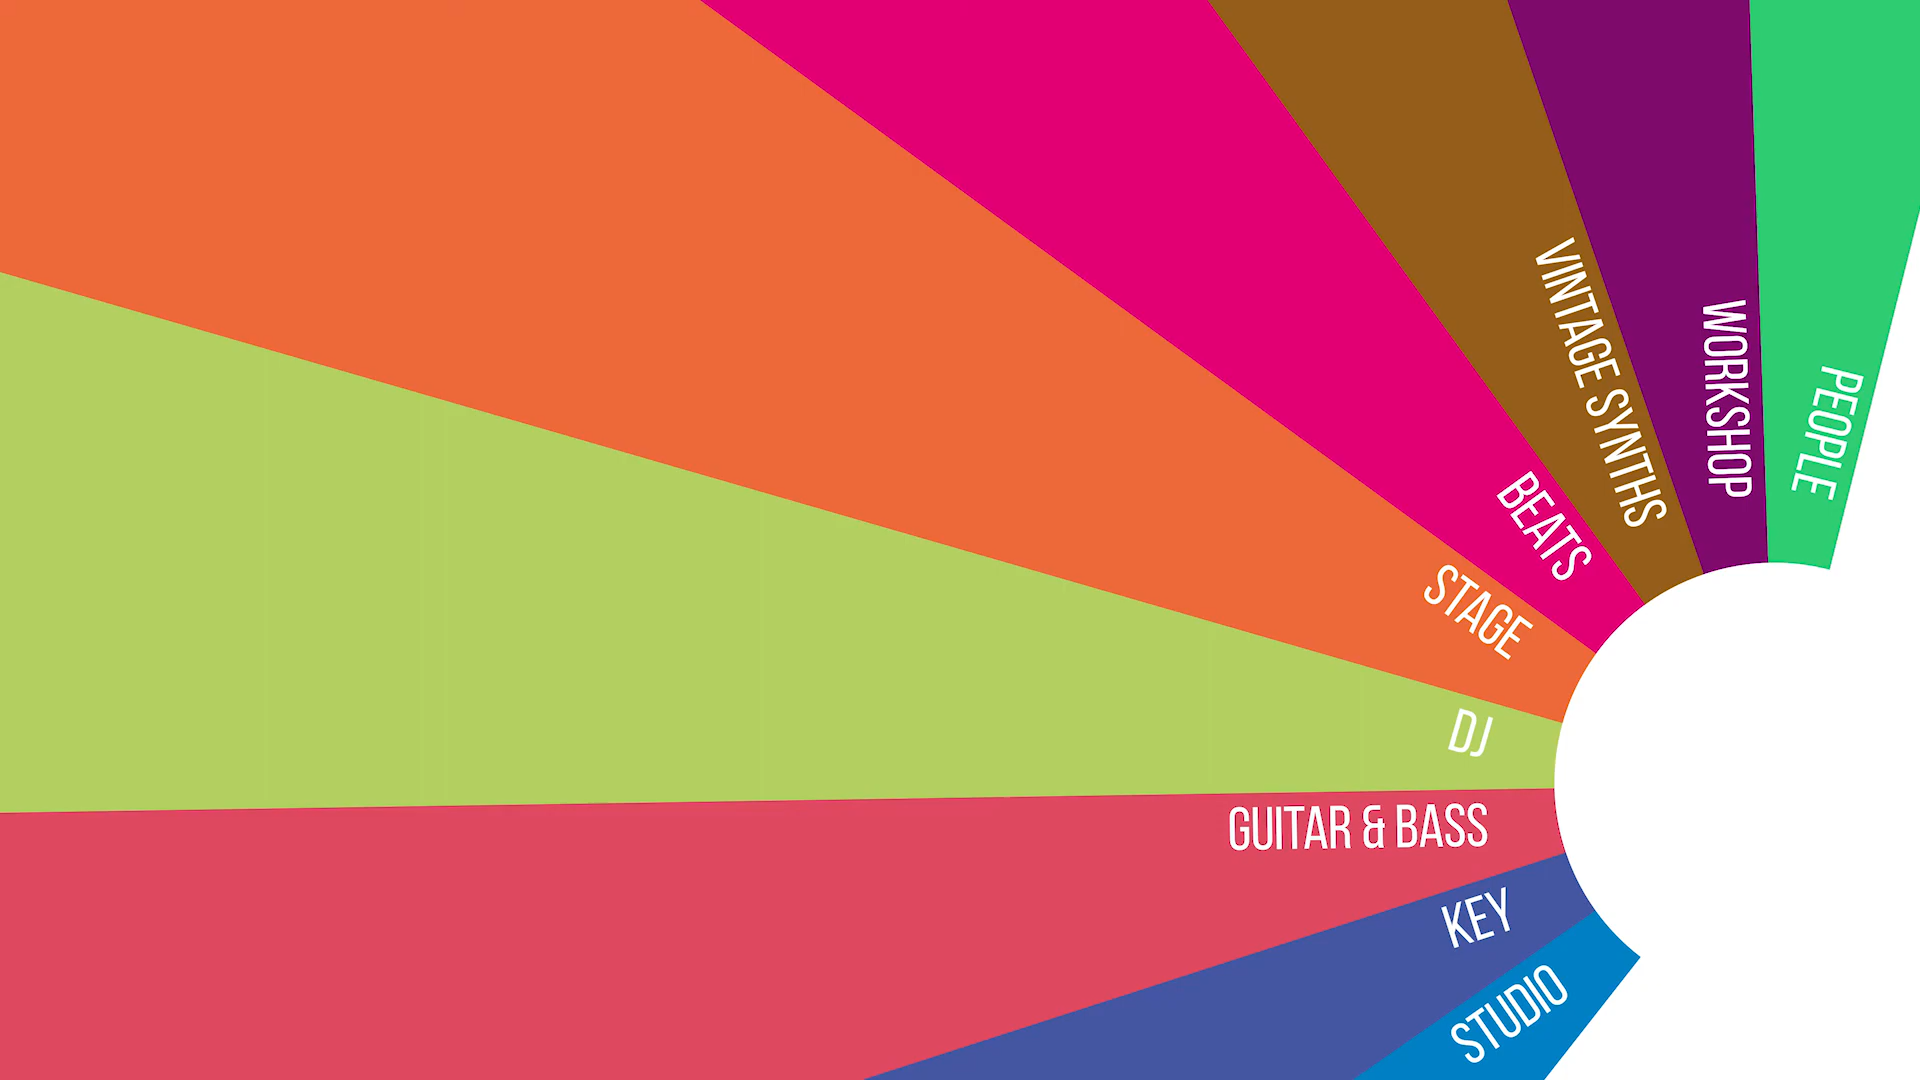 PEOPLE
WORKSHOP
VINTAGE SYNTHS
BEATS
STAGE
DJ
GUITAR & BASS
KEY
STUDIO